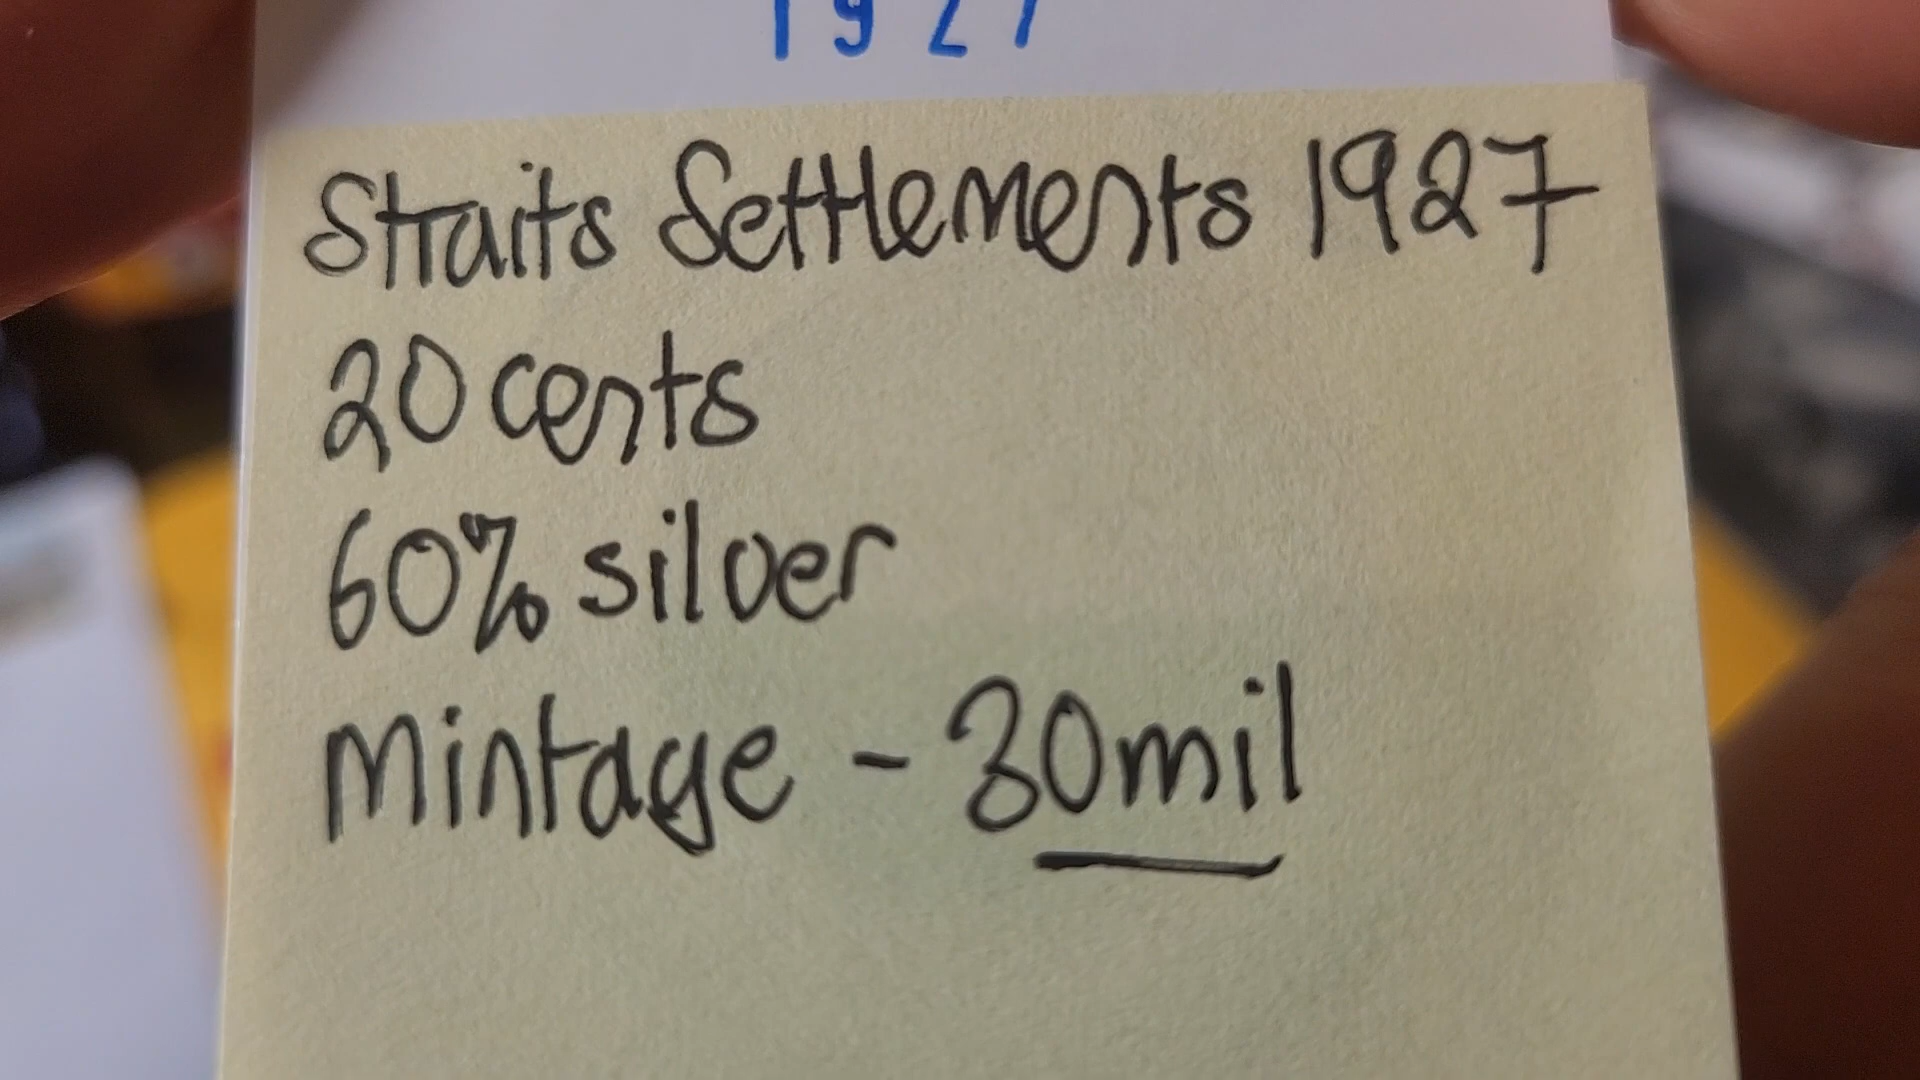 1927
Straits Settlements 1927
20 cents
60% silver
Mintage - 30mil